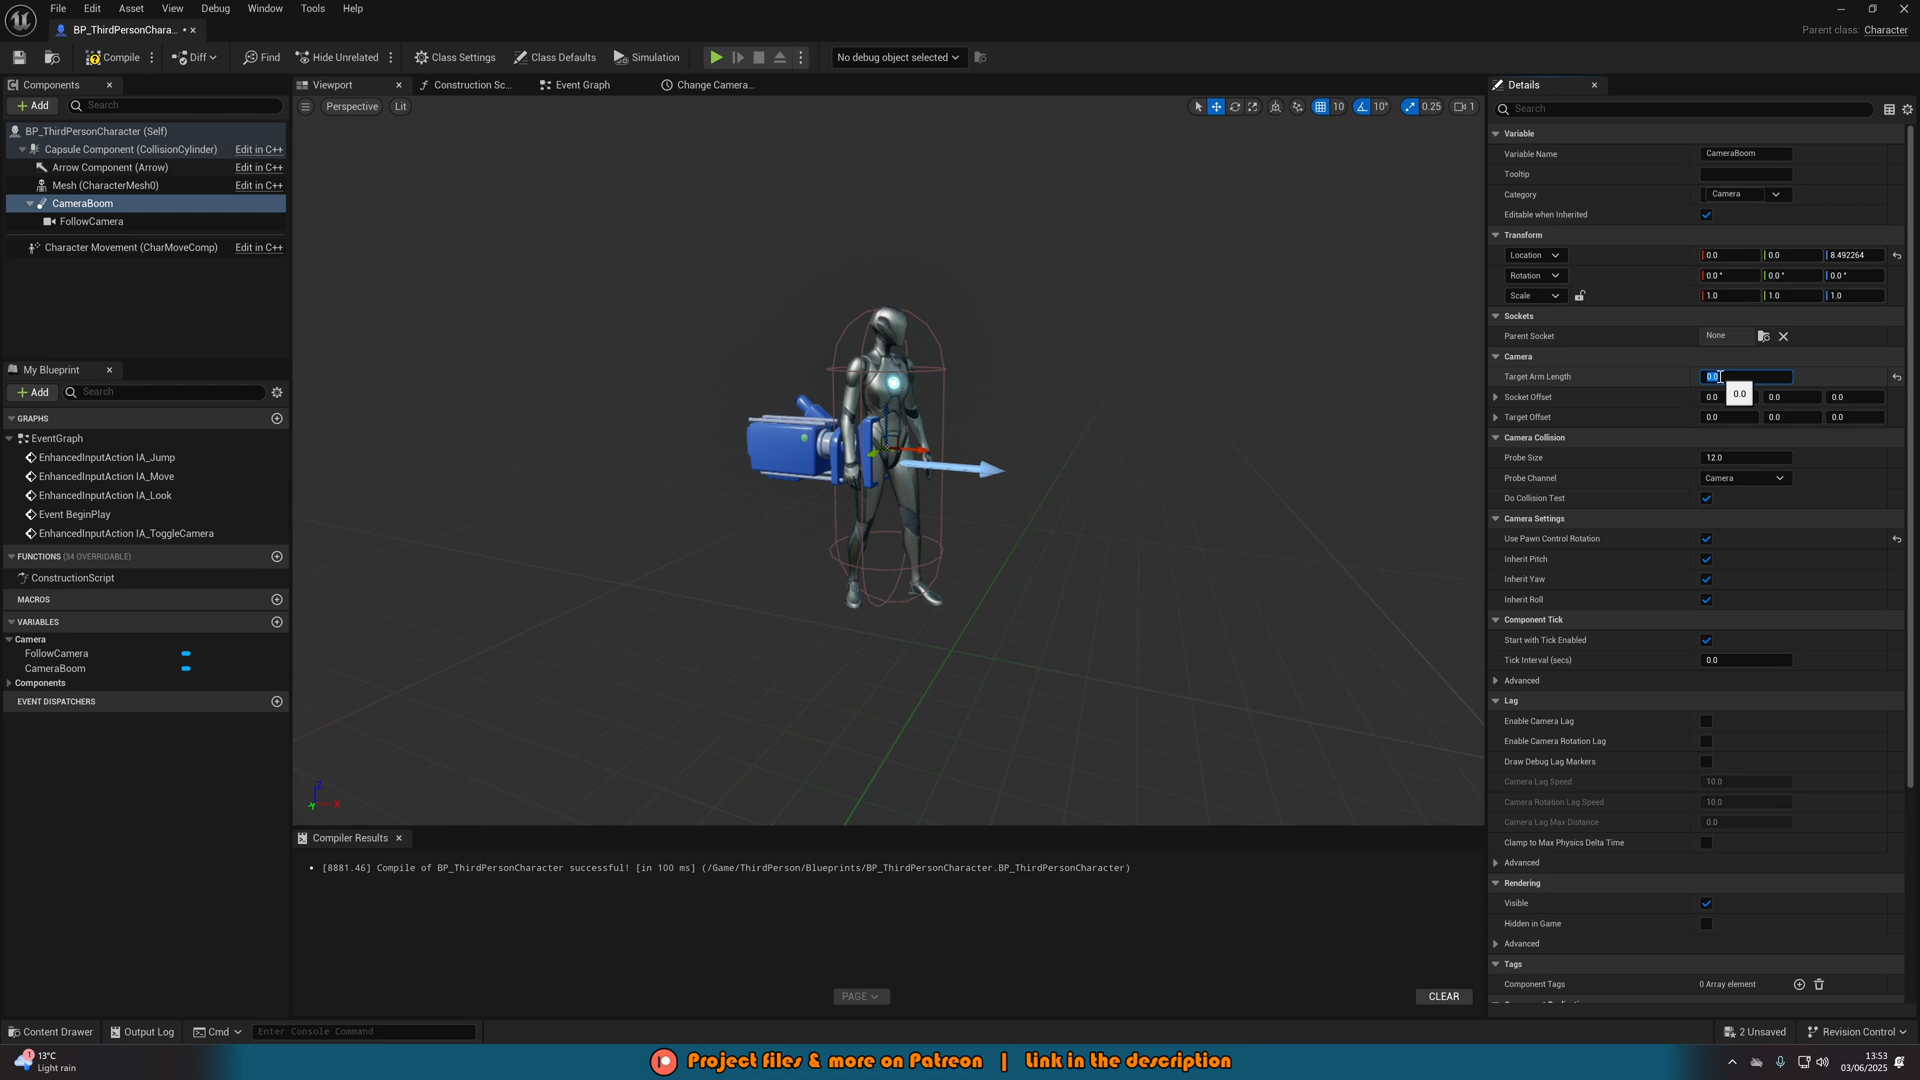 File Edit Asset View Debug Window Tools Help
BP_ThirdPersonChara... •
Parent class: Character
Compile Diff Find Hide Unrelated Class Settings Class Defaults Simulation No debug object selected
Components
Add Search
BP_ThirdPersonCharacter (Self)
Capsule Component (CollisionCylinder) Edit in C++
Arrow Component (Arrow) Edit in C++
Mesh (CharacterMesh0) Edit in C++
CameraBoom
FollowCamera
Character Movement (CharMoveComp) Edit in C++
My Blueprint
Add Search
GRAPHS
EventGraph
EnhancedInputAction IA_Jump
EnhancedInputAction IA_Move
EnhancedInputAction IA_Look
Event BeginPlay
EnhancedInputAction IA_ToggleCamera
FUNCTIONS (34 OVERRIDABLE)
ConstructionScript
MACROS
VARIABLES
Camera
FollowCamera
CameraBoom
Components
EVENT DISPATCHERS
Viewport Construction Sc... Event Graph Change Camera...
Perspective Lit 10 10° 0.25 1
Z
X
Compiler Results
• [8881.46] Compile of BP_ThirdPersonCharacter successful! [in 100 ms] (/Game/ThirdPerson/Blueprints/BP_ThirdPersonCharacter.BP_ThirdPersonCharacter)
PAGE CLEAR
Details
Search
Variable
Variable Name CameraBoom
Tooltip
Category Camera
Editable when Inherited
Transform
Location 0.0 0.0 8.492264
Rotation 0.0° 0.0° 0.0°
Scale 1.0 1.0 1.0
Sockets
Parent Socket None
Camera
Target Arm Length 0.0
0.0
Socket Offset 0.0 0.0 0.0
Target Offset 0.0 0.0 0.0
Camera Collision
Probe Size 12.0
Probe Channel Camera
Do Collision Test
Camera Settings
Use Pawn Control Rotation
Inherit Pitch
Inherit Yaw
Inherit Roll
Component Tick
Start with Tick Enabled
Tick Interval (secs) 0.0
Advanced
Lag
Enable Camera Lag
Enable Camera Rotation Lag
Draw Debug Lag Markers
Camera Lag Speed 10.0
Camera Rotation Lag Speed 10.0
Camera Lag Max Distance 0.0
Clamp to Max Physics Delta Time
Advanced
Rendering
Visible
Hidden in Game
Advanced
Tags
Component Tags 0 Array element
Content Drawer Output Log Cmd Enter Console Command 2 Unsaved Revision Control
1
13°C
Light rain
Project files & more on Patreon | Link in the description
13:53
03/06/2025